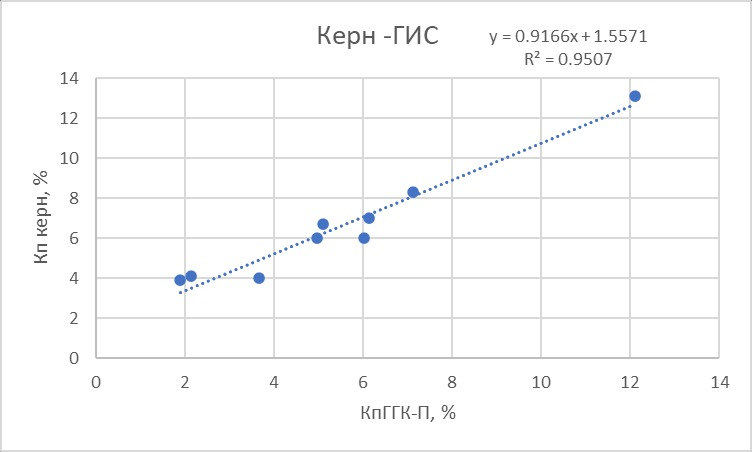 Керн -ГИС
y = 0.9166x + 1.5571
R² = 0.9507
14
12
10
8
6
4
2
0
0 2 4 6 8 10 12 14
Кп керн, %
КпГГК-П, %